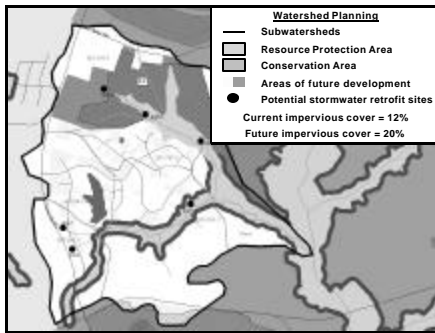 Watershed Planning
Subwatersheds
Resource Protection Area
Conservation Area
Areas of future development
Potential stormwater retrofit sites
Current impervious cover = 12%
Future impervious cover = 20%